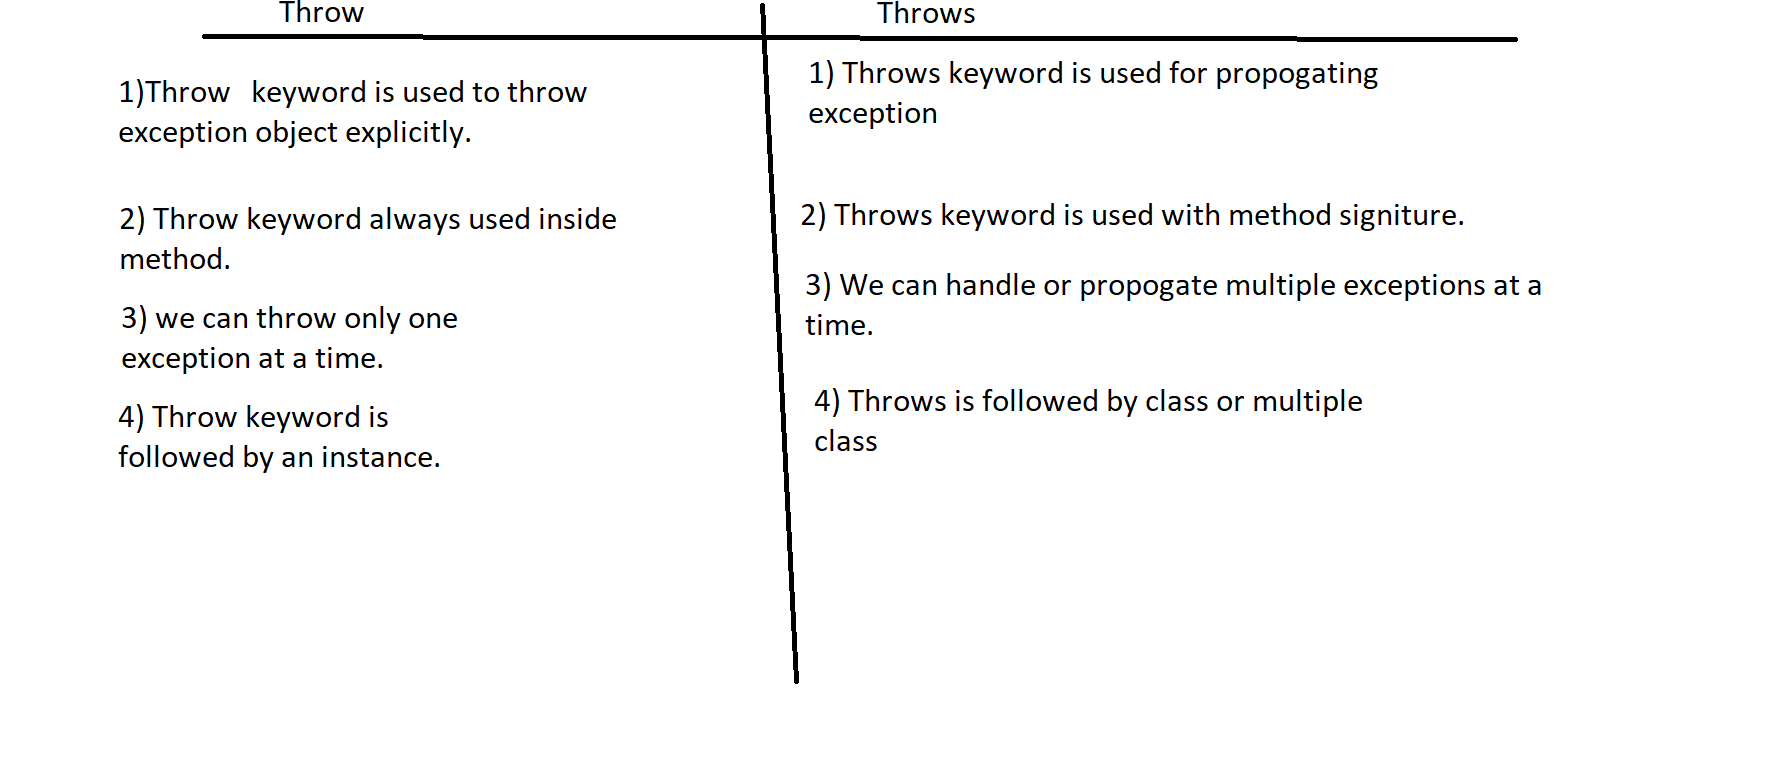 Throw
Throws
1)Throw   keyword is used to throw
exception object explicitly.
2) Throw keyword always used inside
method.
3) we can throw only one
exception at a time.
4) Throw keyword is
followed by an instance.
1) Throws keyword is used for propogating
exception
2) Throws keyword is used with method signiture.
3) We can handle or propogate multiple exceptions at a
time.
4) Throws is followed by class or multiple
class